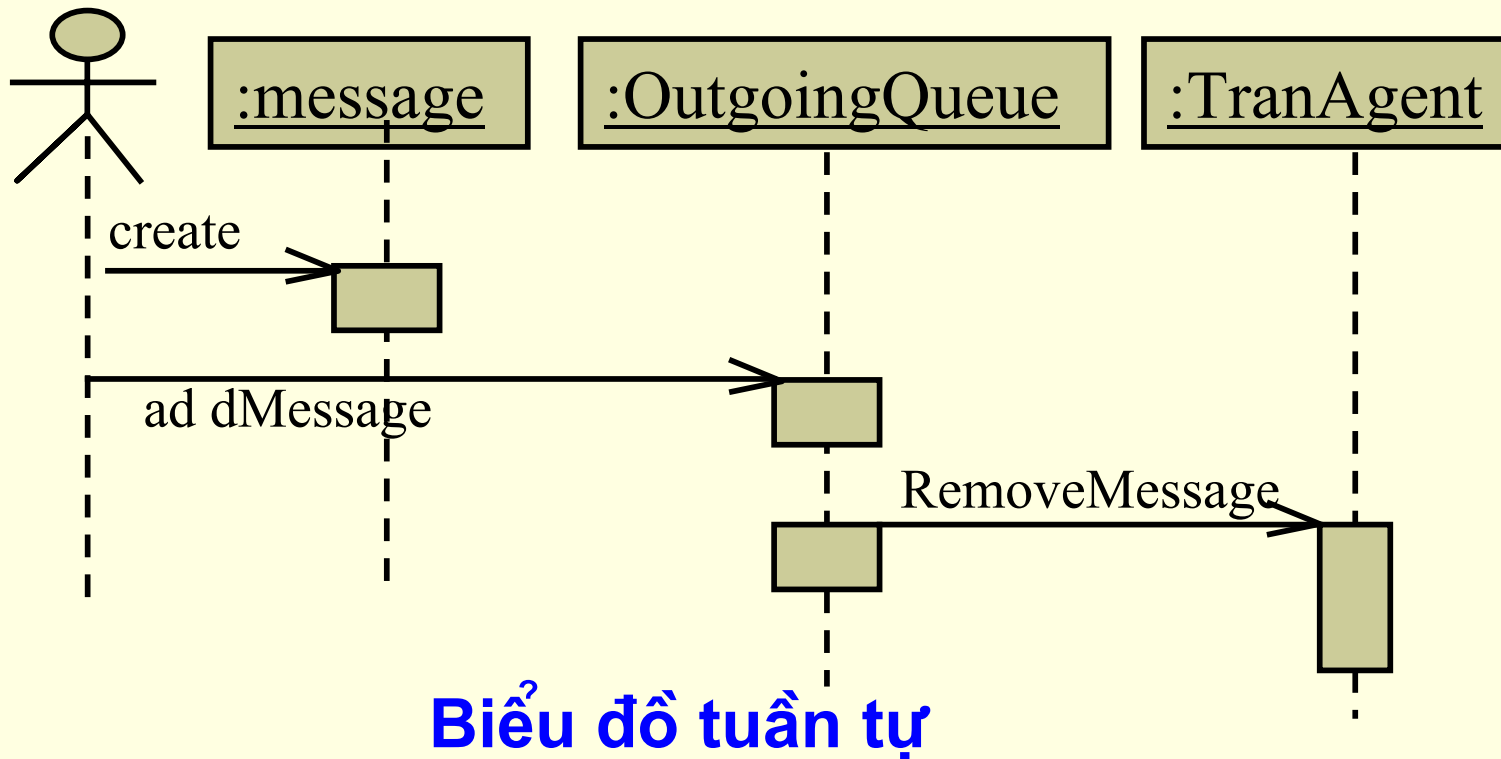 :message
:OutgoingQueue
:TranAgent
create
ad dMessage
RemoveMessage
Biểu đồ tuần tự